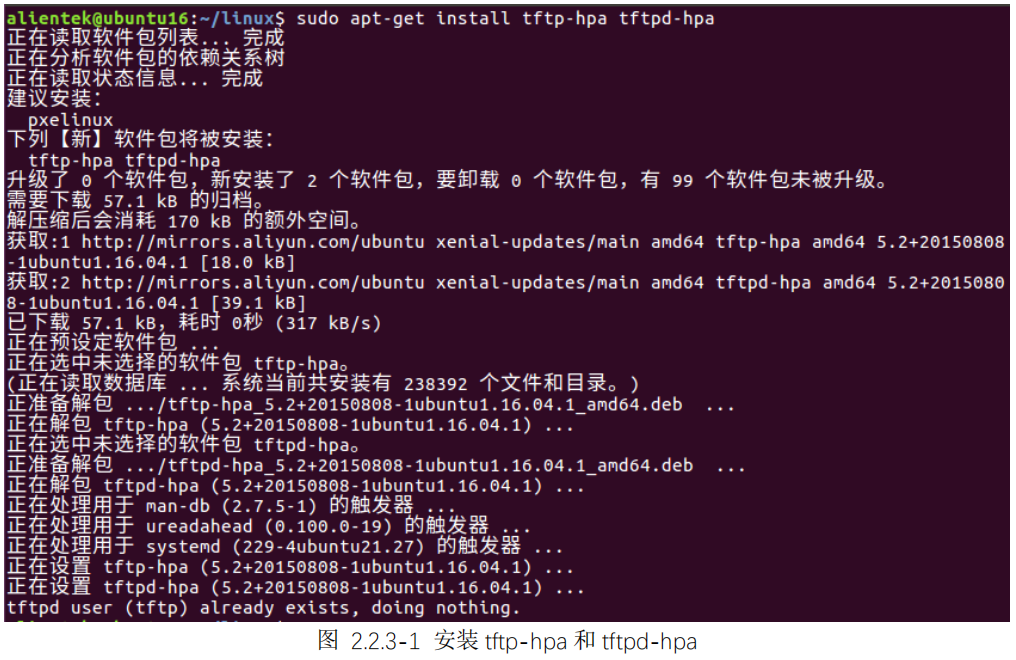 alientek@ubuntu16:~/linux$ sudo apt-get install tftp-hpa tftpd-hpa
正在读取软件包列表... 完成
正在分析软件包的依赖关系树
正在读取状态信息... 完成
建议安装：
  pxelinux
下列【新】软件包将被安装：
  tftp-hpa tftpd-hpa
升级了 0 个软件包，新安装了 2 个软件包，要卸载 0 个软件包，有 99 个软件包未被升级。
需要下载 57.1 kB 的归档。
解压缩后会消耗 170 kB 的额外空间。
获取:1 http://mirrors.aliyun.com/ubuntu xenial-updates/main amd64 tftp-hpa amd64 5.2+20150808
-1ubuntu1.16.04.1 [18.0 kB]
获取:2 http://mirrors.aliyun.com/ubuntu xenial-updates/main amd64 tftpd-hpa amd64 5.2+2015080
8-1ubuntu1.16.04.1 [39.1 kB]
已下载 57.1 kB，耗时 0秒 (317 kB/s)
正在预设定软件包 ...
正在选中未选择的软件包 tftp-hpa。
(正在读取数据库 ... 系统当前共安装有 238392 个文件和目录。)
正准备解包 .../tftp-hpa_5.2+20150808-1ubuntu1.16.04.1_amd64.deb  ...
正在解包 tftp-hpa (5.2+20150808-1ubuntu1.16.04.1) ...
正在选中未选择的软件包 tftpd-hpa。
正准备解包 .../tftpd-hpa_5.2+20150808-1ubuntu1.16.04.1_amd64.deb  ...
正在解包 tftpd-hpa (5.2+20150808-1ubuntu1.16.04.1) ...
正在处理用于 man-db (2.7.5-1) 的触发器 ...
正在处理用于 ureadahead (0.100.0-19) 的触发器 ...
正在处理用于 systemd (229-4ubuntu21.27) 的触发器 ...
正在设置 tftp-hpa (5.2+20150808-1ubuntu1.16.04.1) ...
正在设置 tftpd-hpa (5.2+20150808-1ubuntu1.16.04.1) ...
tftpd user (tftp) already exists, doing nothing.
图 2.2.3-1 安装 tftp-hpa 和 tftpd-hpa